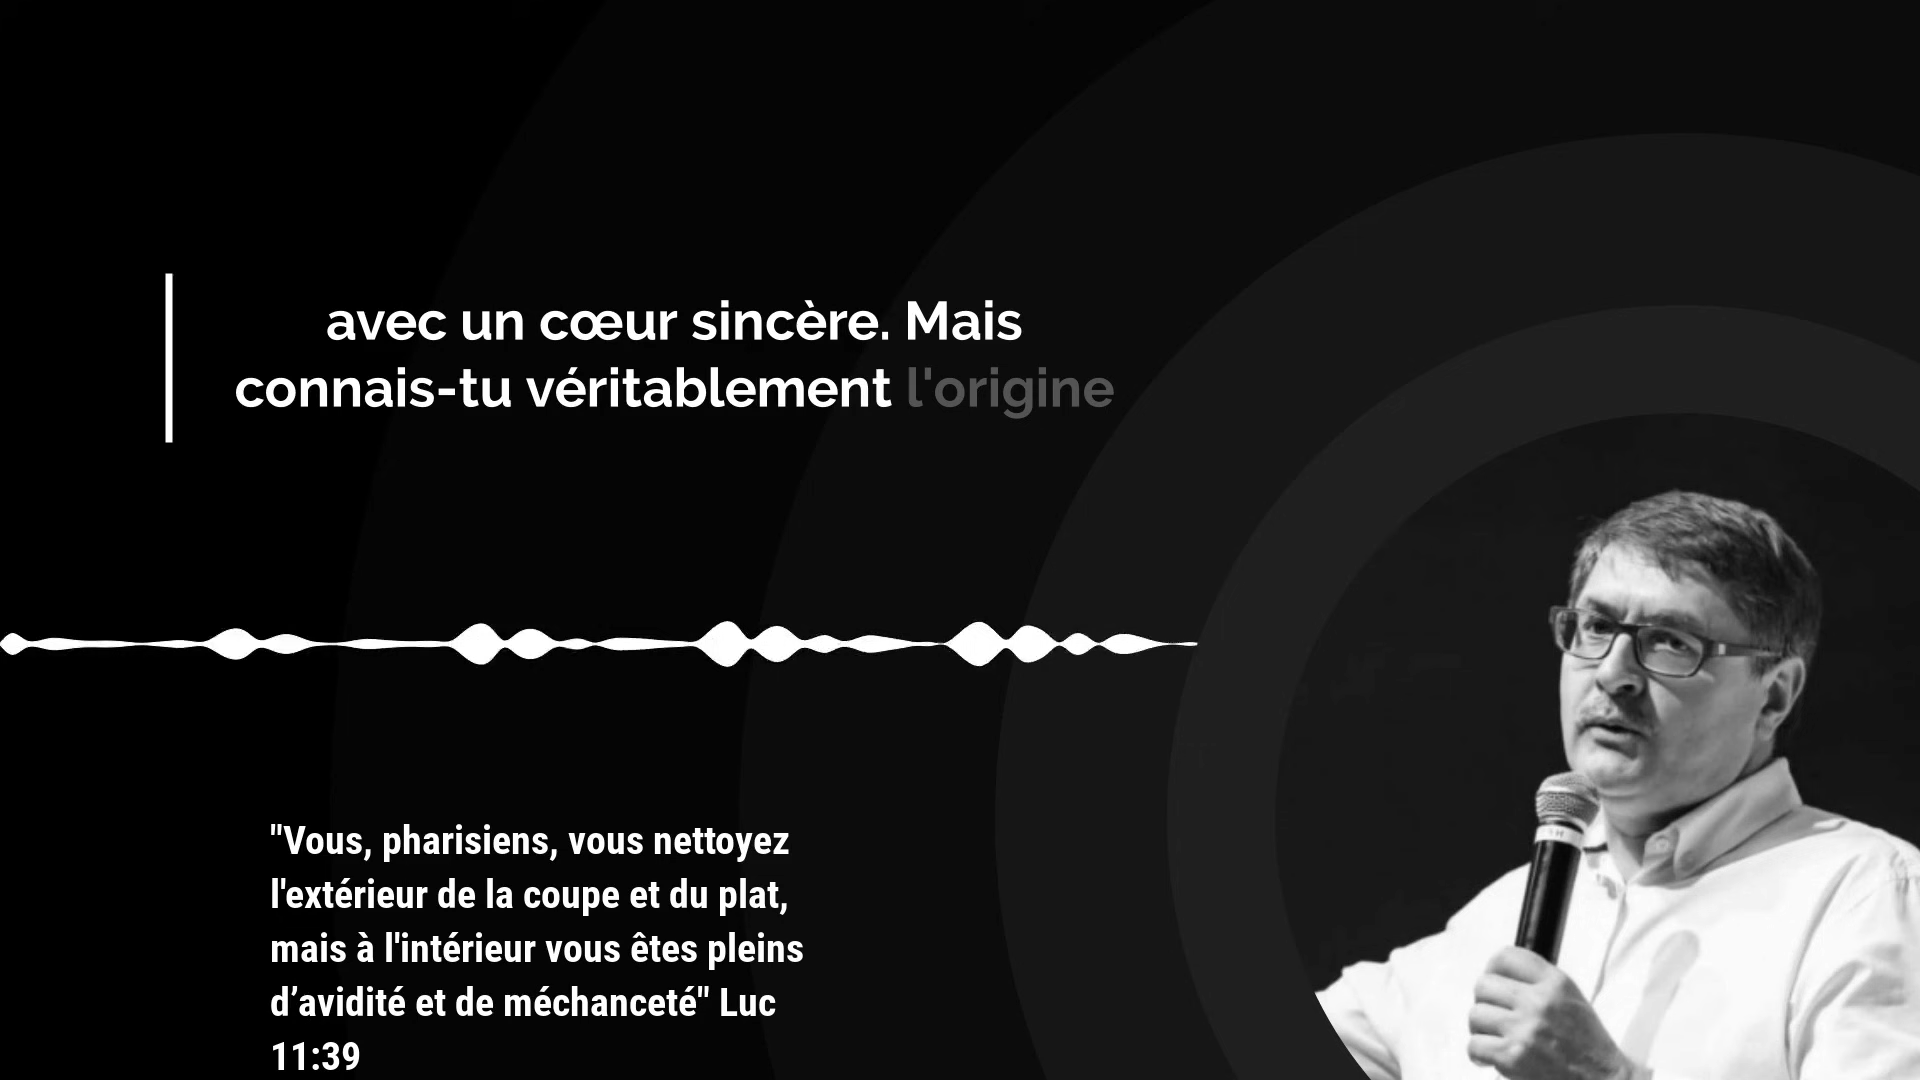 avec un cœur sincère. Mais
connais-tu véritablement l'origine
"Vous, pharisiens, vous nettoyez
l'extérieur de la coupe et du plat,
mais à l'intérieur vous êtes pleins
d’avidité et de méchanceté" Luc
11:39